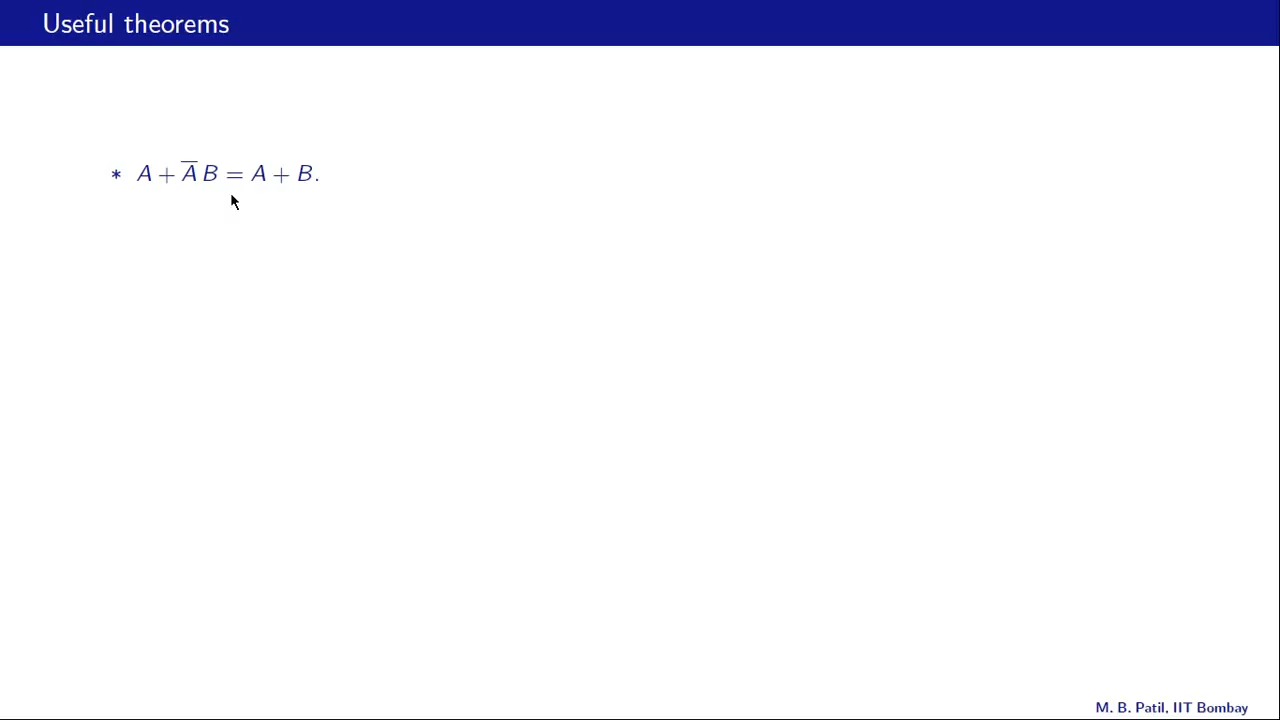 Useful theorems
* A + A̅ B = A + B.
M. B. Patil, IIT Bombay